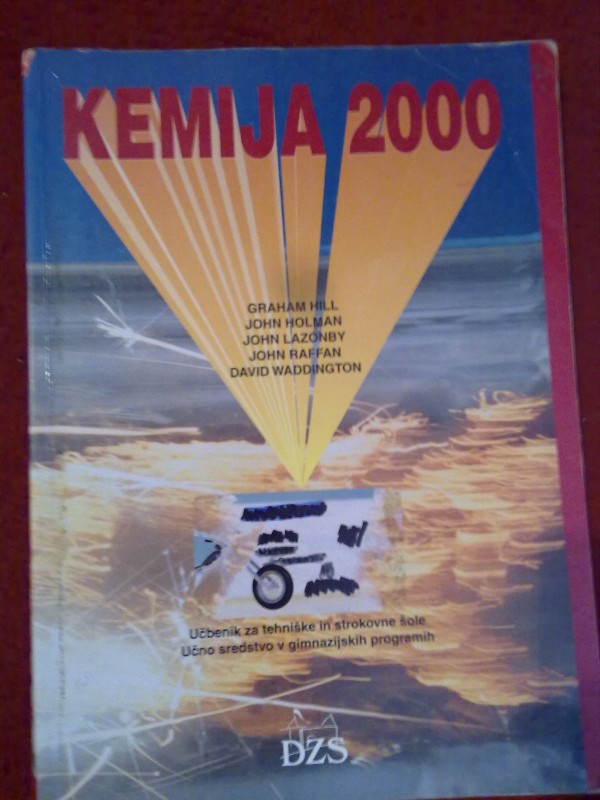 KEMIJA 2000
GRAHAM HILL
JOHN HOLMAN
JOHN LAZONBY
JOHN RAFFAN
DAVID WADDINGTON
Učbenik za tehniške in strokovne šole
Učno sredstvo v gimnazijskih programih
DZS